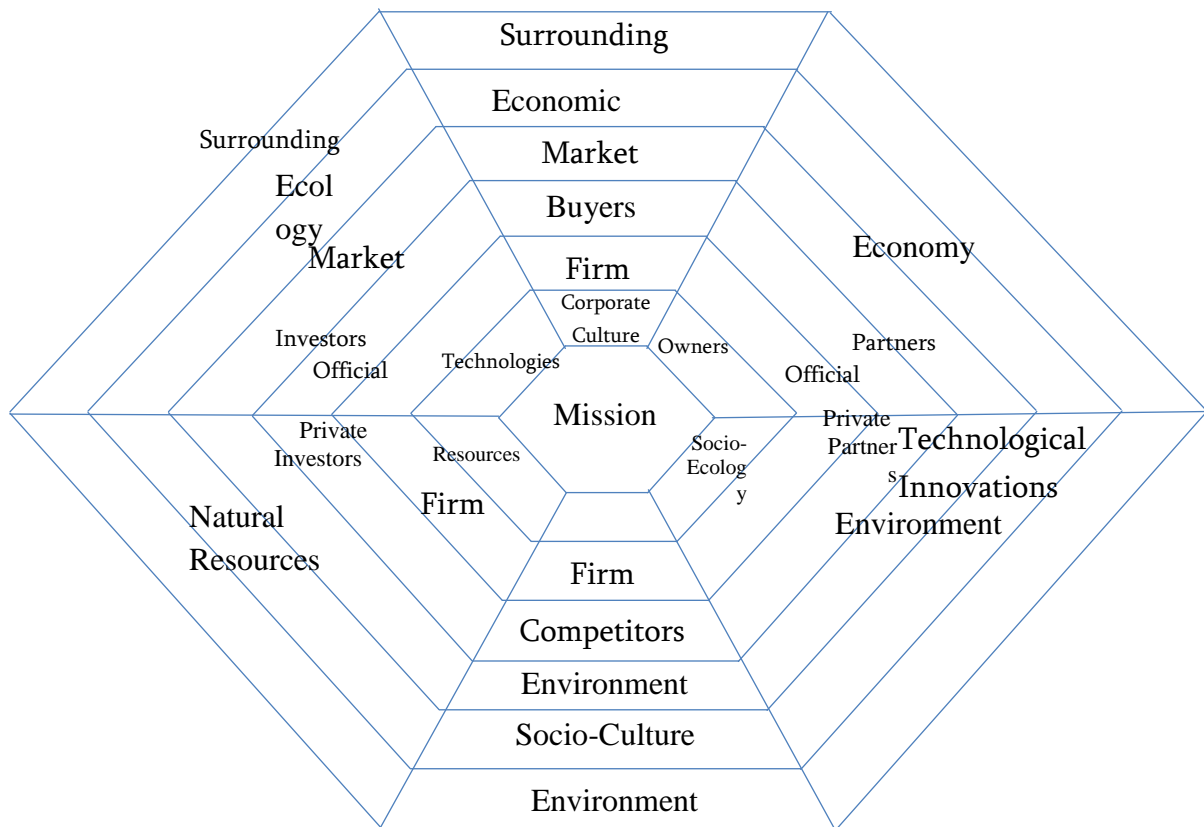 Surrounding
Economic
Surrounding
Market
Ecol
ogy
Buyers
Market
Economy
Firm
Corporate
Culture
Investors
Owners
Partners
Technologies
Official
Official
Mission
Private
Partner
s
Private
Investors
Resources
Socio-
Ecolog
y
Technological
Innovations
Firm
Natural
Resources
Environment
Firm
Competitors
Environment
Socio-Culture
Environment